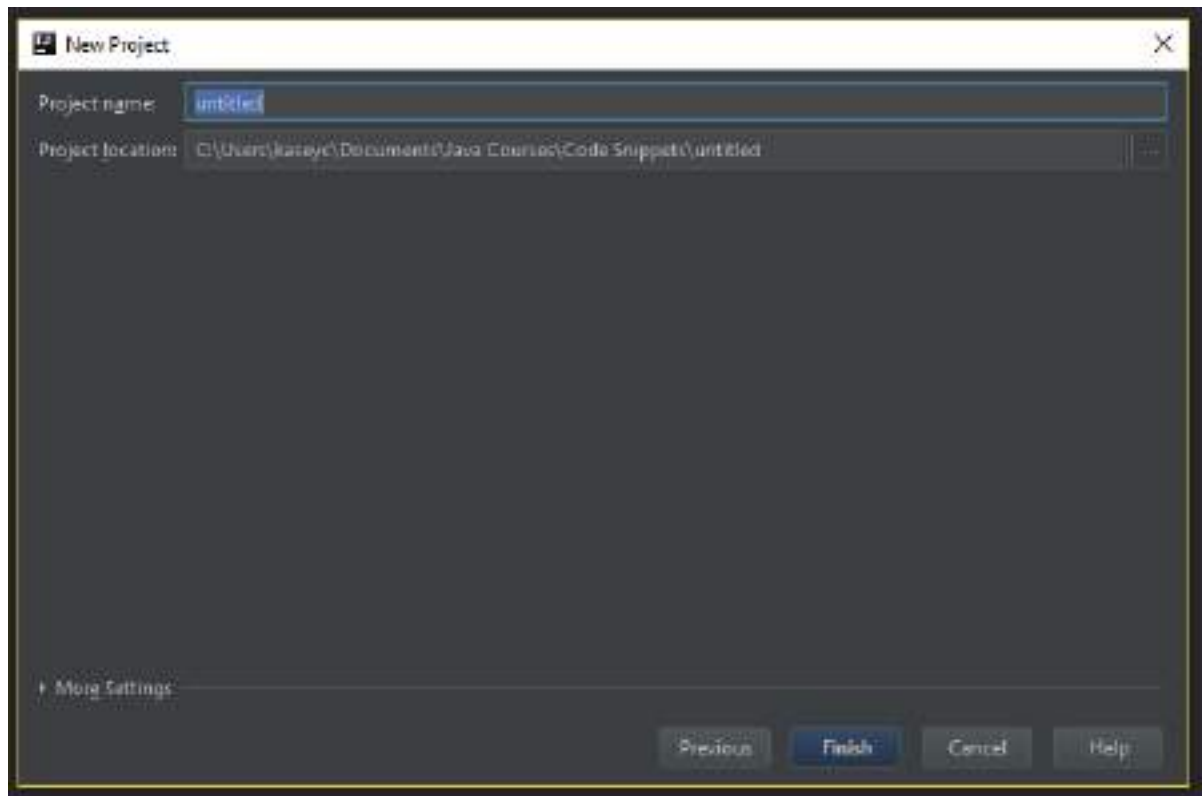 New Project
Project name: untitled
Project location: C:\Users\kaseyc\Documents\Java Courses\Code Snippets\untitled
...
More Settings
Previous Finish Cancel Help